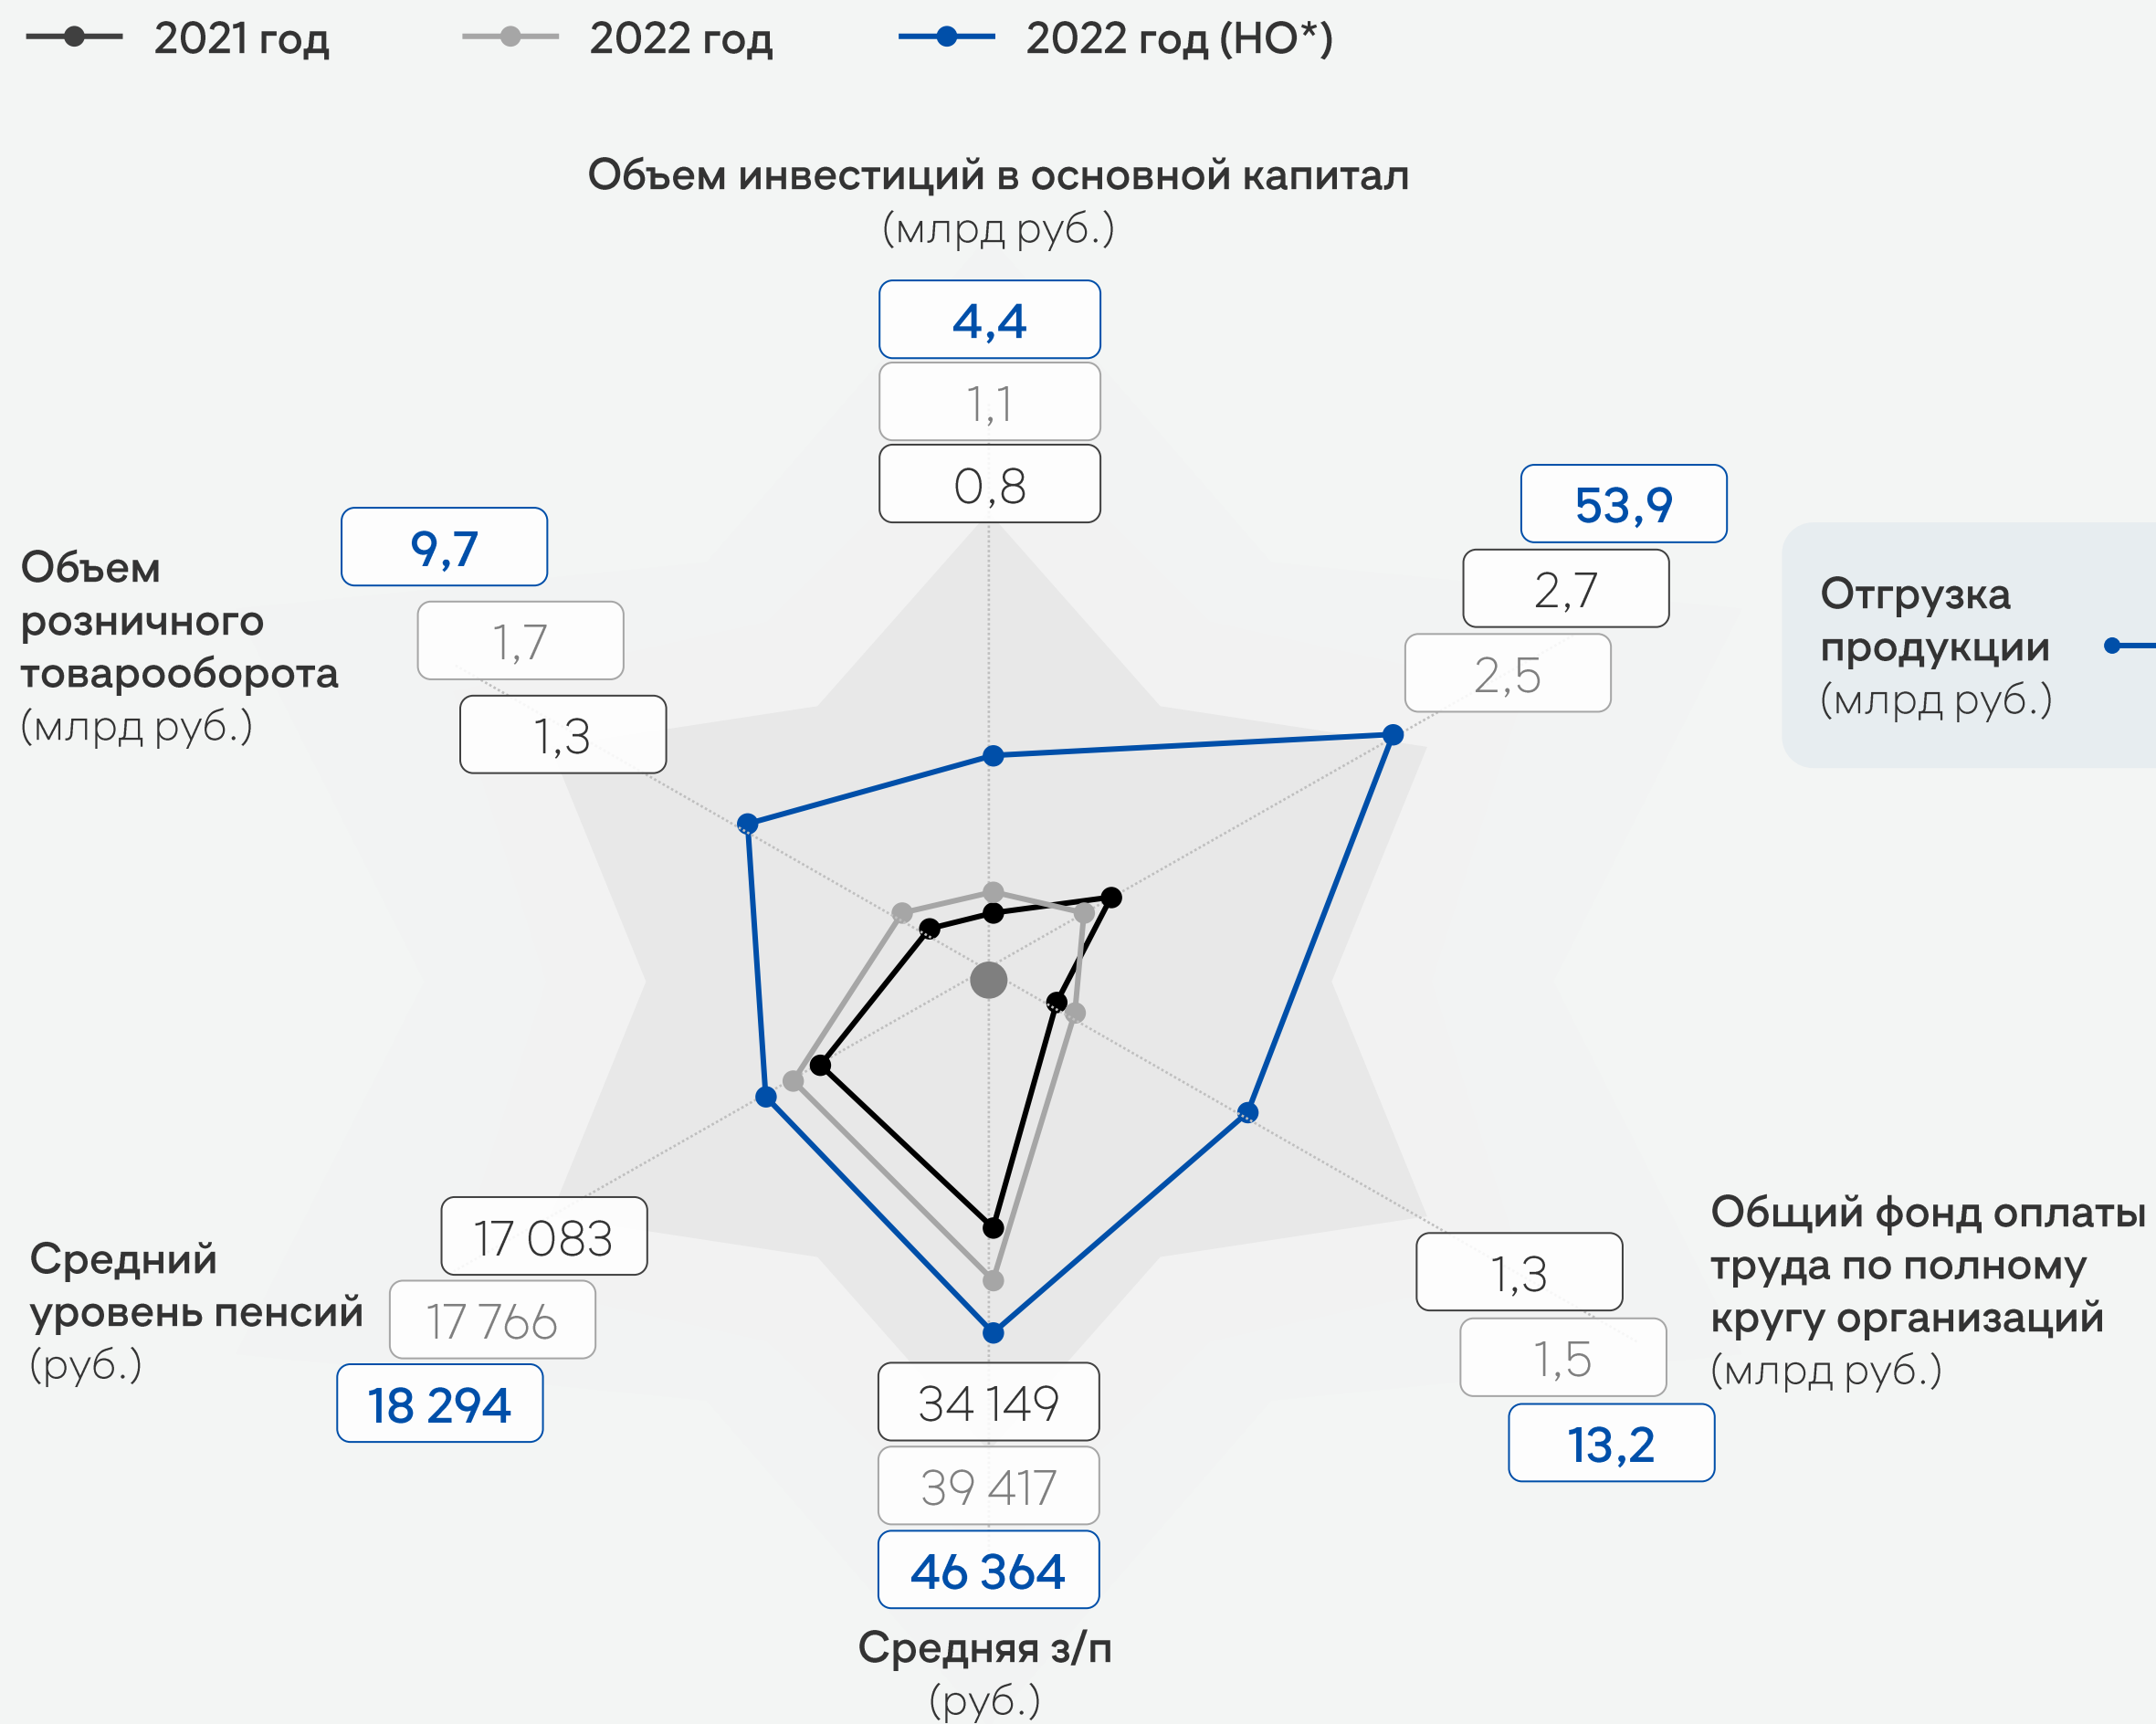 2021 год
2022 год
2022 год (НО*)
Объем инвестиций в основной капитал
(млрд руб.)
4,4
1,1
0,8
53,9
2,7
2,5
Отгрузка
продукции
(млрд руб.)
9,7
1,7
1,3
Объем
розничного
товарооборота
(млрд руб.)
Средний
уровень пенсий
(руб.)
17 083
17 766
18 294
34 149
39 417
46 364
Средняя з/п
(руб.)
1,3
1,5
13,2
Общий фонд оплаты
труда по полному
кругу организаций
(млрд руб.)